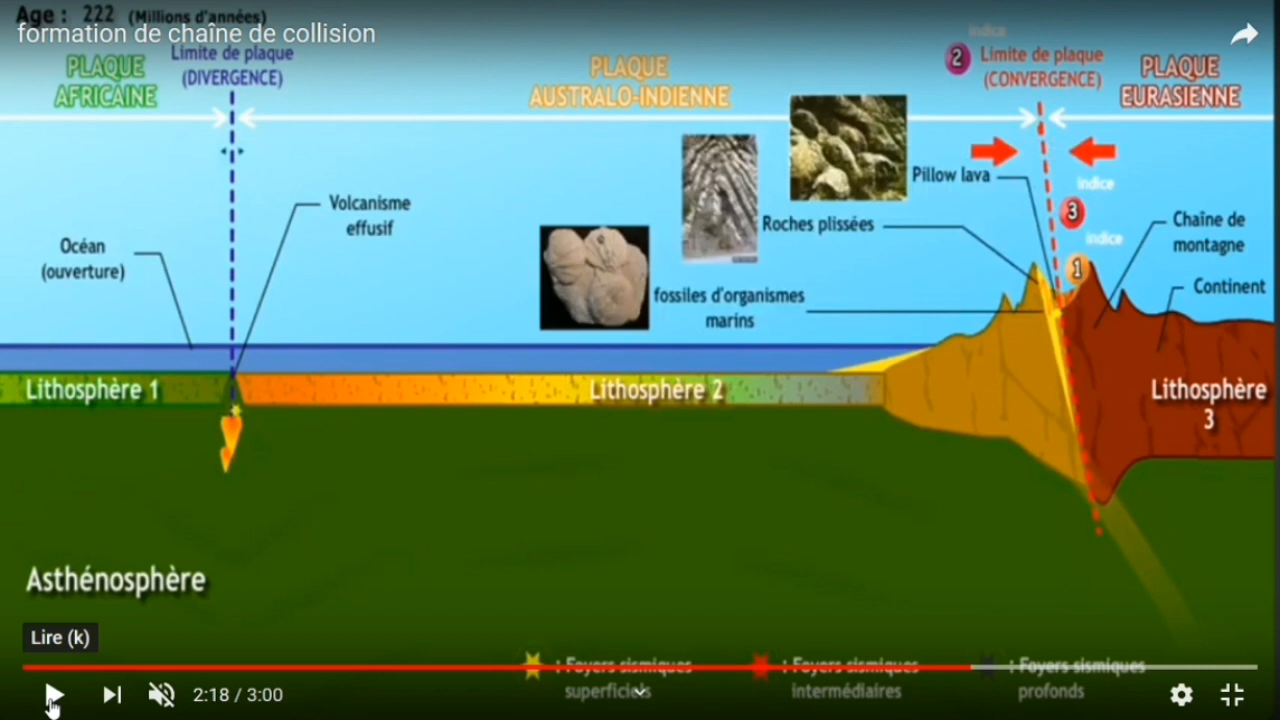 Age : 222 (Millions d'années)
formation de chaîne de collision
PLAQUE
AFRICAINE
Limite de plaque
(DIVERGENCE)
PLAQUE
AUSTRALO-INDIENNE
indice
2
Limite de plaque
(CONVERGENCE)
PLAQUE
EURASIENNE
Pillow lava
indice
3
Volcanisme
effusif
Roches plissées
Chaîne de
montagne
indice
1
Océan
(ouverture)
fossiles d'organismes
marins
Continent
Lithosphère 1
Lithosphère 2
Lithosphère
3
Asthénosphère
Lire (k)
: Foyers sismiques
superficiels
: Foyers sismiques
intermédiaires
: Foyers sismiques
profonds
2:18 / 3:00